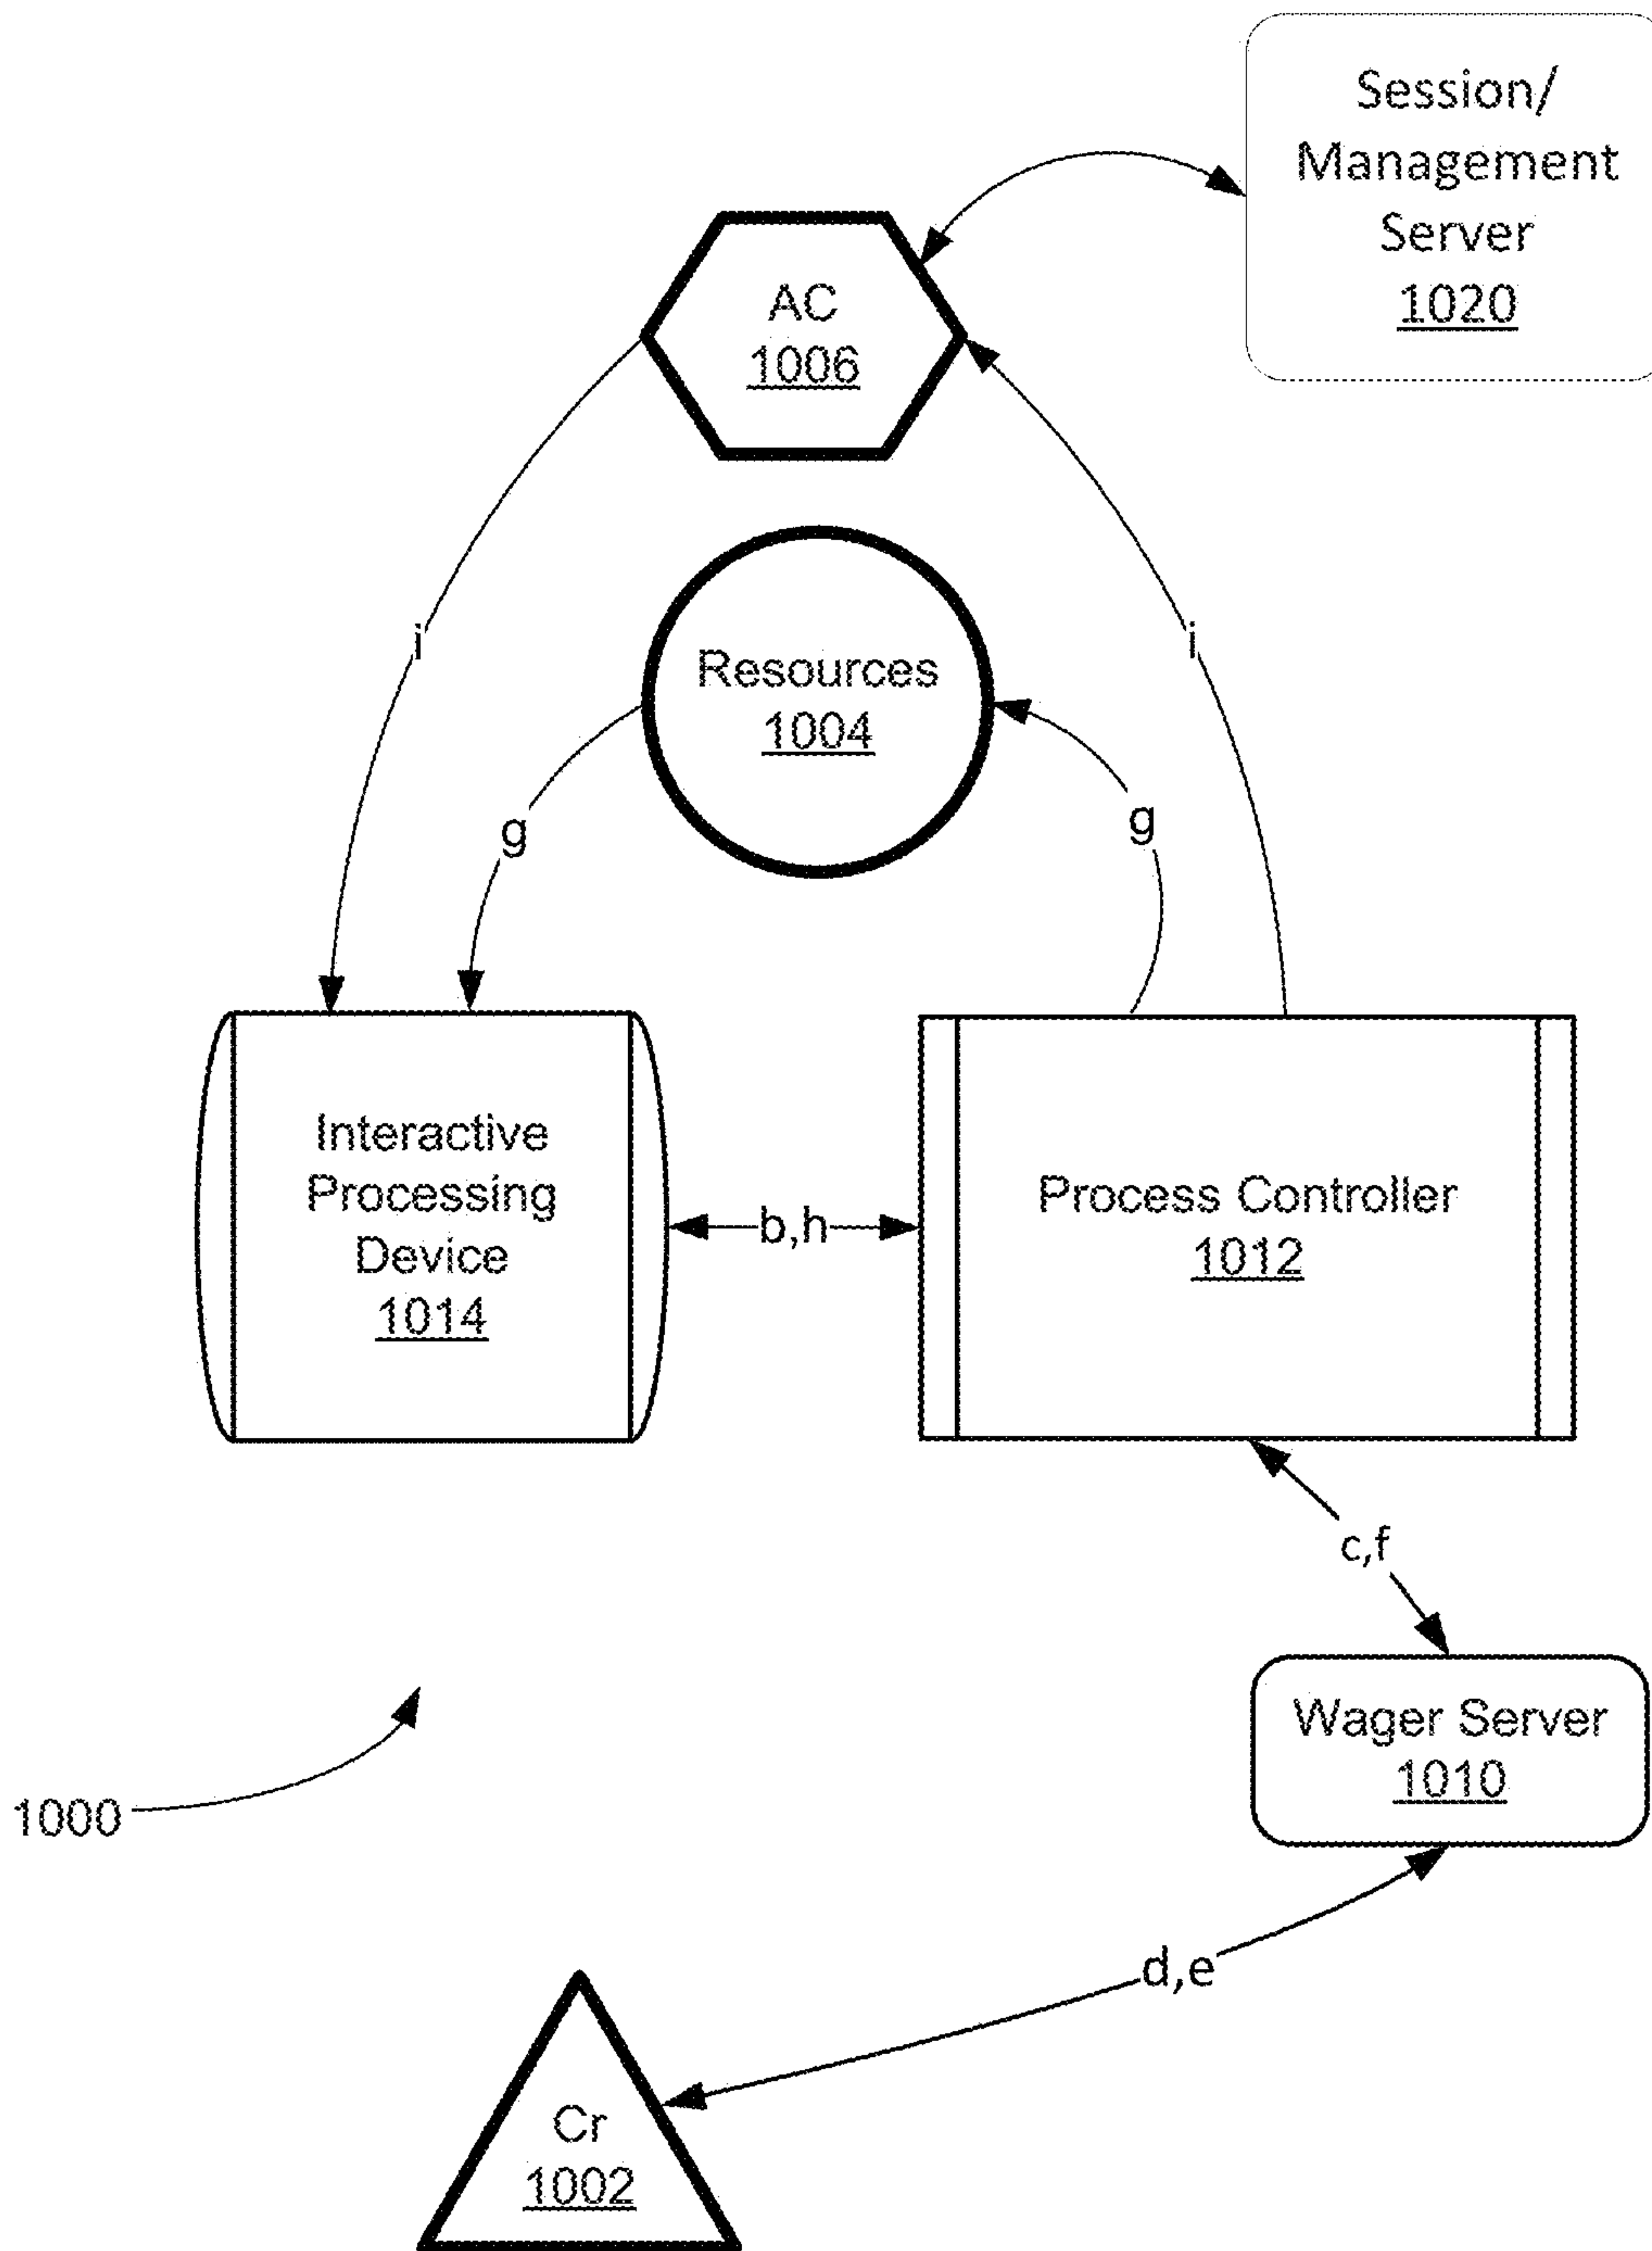 Session/
Management
Server
1020
AC
1006
i
i
Resources
1004
g
g
Interactive
Processing
Device
1014
b,h
Process Controller
1012
c,f
Wager Server
1010
1000
d,e
Cr
1002